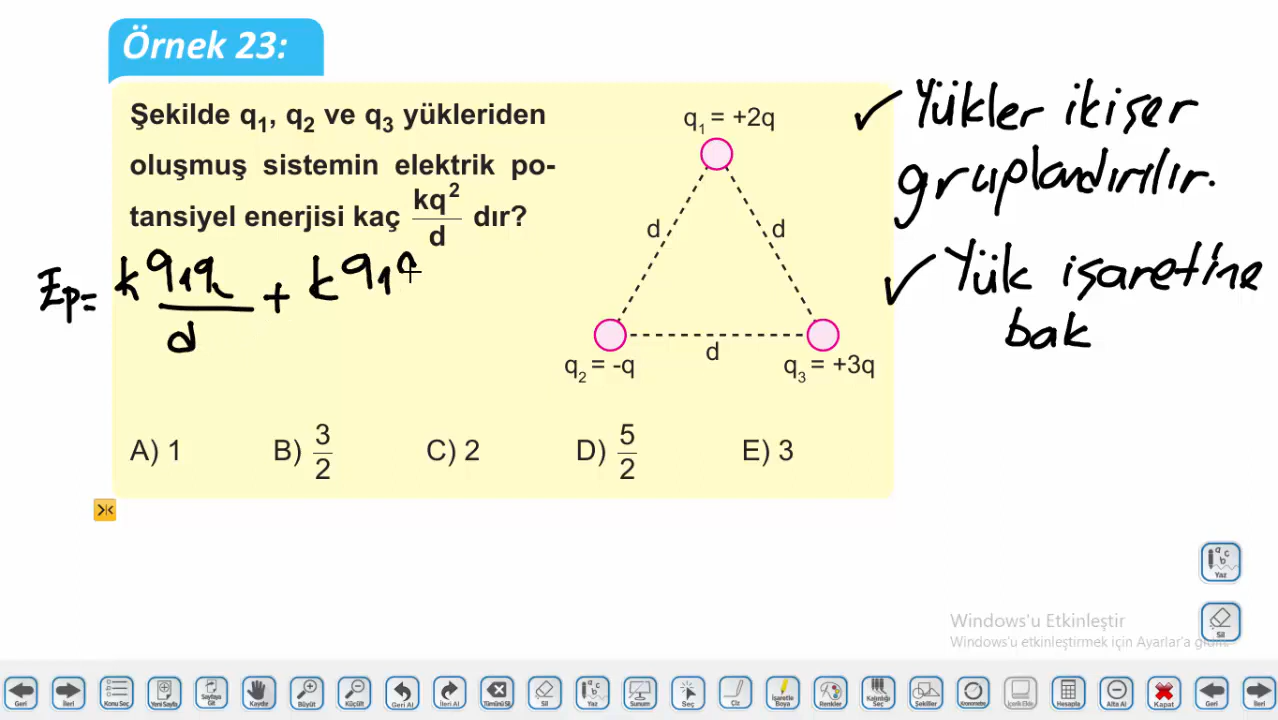 Örnek 23:
Şekilde q1, q2 ve q3 yükleriden
oluşmuş sistemin elektrik po-
tansiyel enerjisi kaç kq²/d dır?
Ep= k q1q2/d + k q1q
q1 = +2q
d
d
d
q2 = -q
q3 = +3q
A) 1 B) 3/2 C) 2 D) 5/2 E) 3
✓ Yükler ikişer
gruplandırılır.
✓ Yük işaretine
bak
Yaz
Sil
Windows'u Etkinleştir
Windows'u etkinleştirmek için Ayarlar'a gidin.
Geri İleri Konu Seç Yeni Sayfa Sayfaya Git Kaydır Büyüt Küçült Geri Al İleri Al Tümünü Sil Sil Yaz Sunum Seç Çiz İşaretle Boya Renkler Kalınlığı Seç Şekiller Hesapla Alta Al Kapat Geri İleri